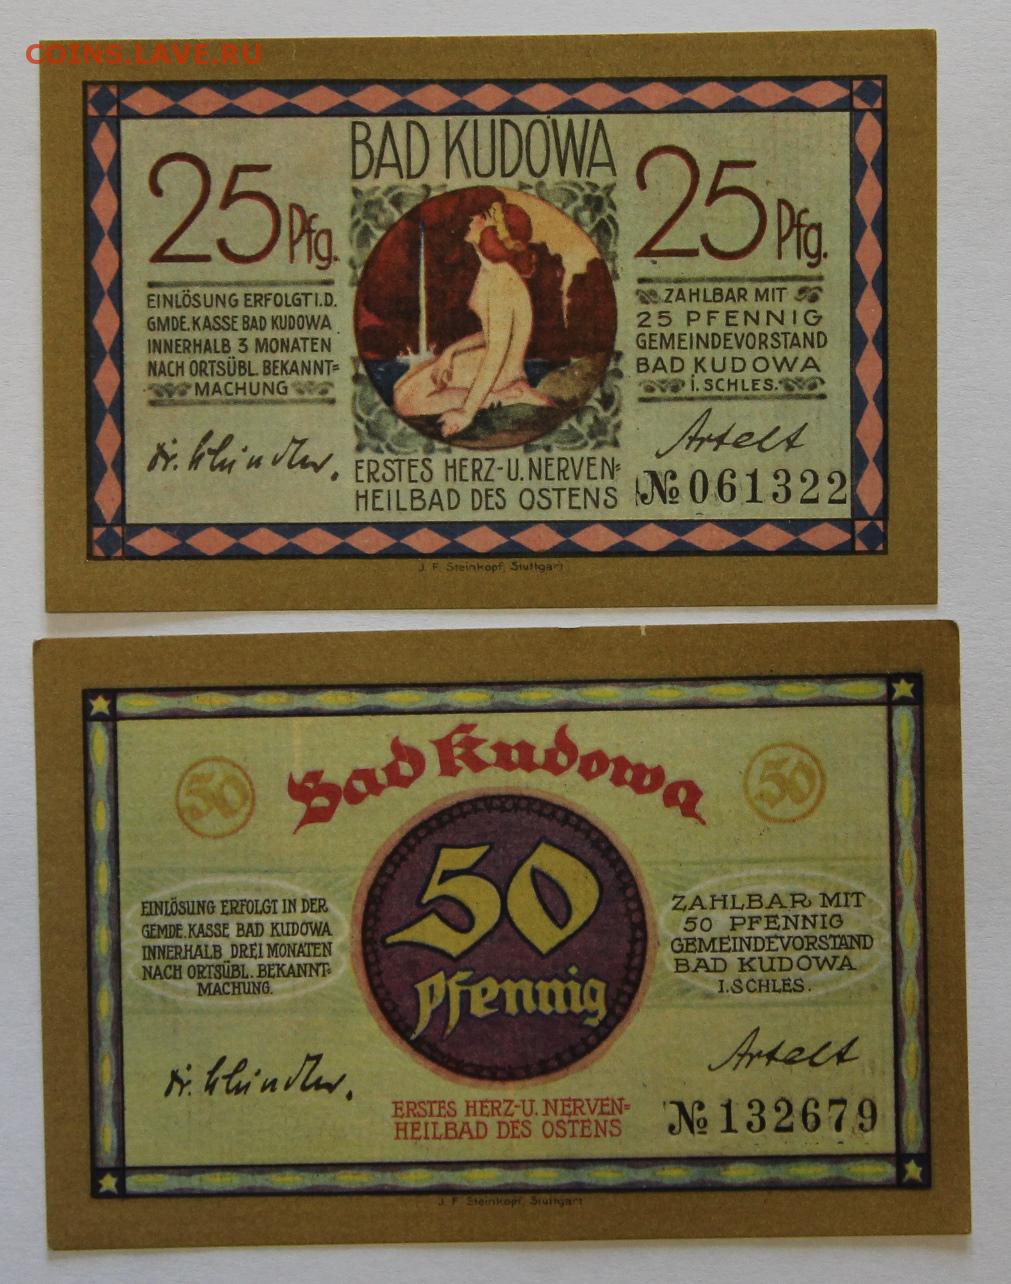 COINS.LAVE.RU
BAD KUDOWA
25 Pfg.
25 Pfg.
EINLÖSUNG ERFOLGT I.D.
GMDE. KASSE BAD KUDOWA
INNERHALB 3 MONATEN
NACH ORTSÜBL. BEKANNT=
MACHUNG
ZAHLBAR MIT
25 PFENNIG
GEMEINDEVORSTAND
BAD KUDOWA
I. SCHLES.
Artelt
ERSTES HERZ-U. NERVEN=
HEILBAD DES OSTENS
№ 061322
J. F. Steinkopf, Stuttgart
Bad Kudowa
50
50
50
Pfennig
EINLÖSUNG ERFOLGT IN DER
GEMDE. KASSE BAD KUDOWA
INNERHALB DREI MONATEN
NACH ORTSÜBL. BEKANNT=
MACHUNG.
ZAHLBAR MIT
50 PFENNIG
GEMEINDEVORSTAND
BAD KUDOWA
I. SCHLES.
Artelt
ERSTES HERZ-U. NERVEN=
HEILBAD DES OSTENS
№ 132679
J. F. Steinkopf, Stuttgart